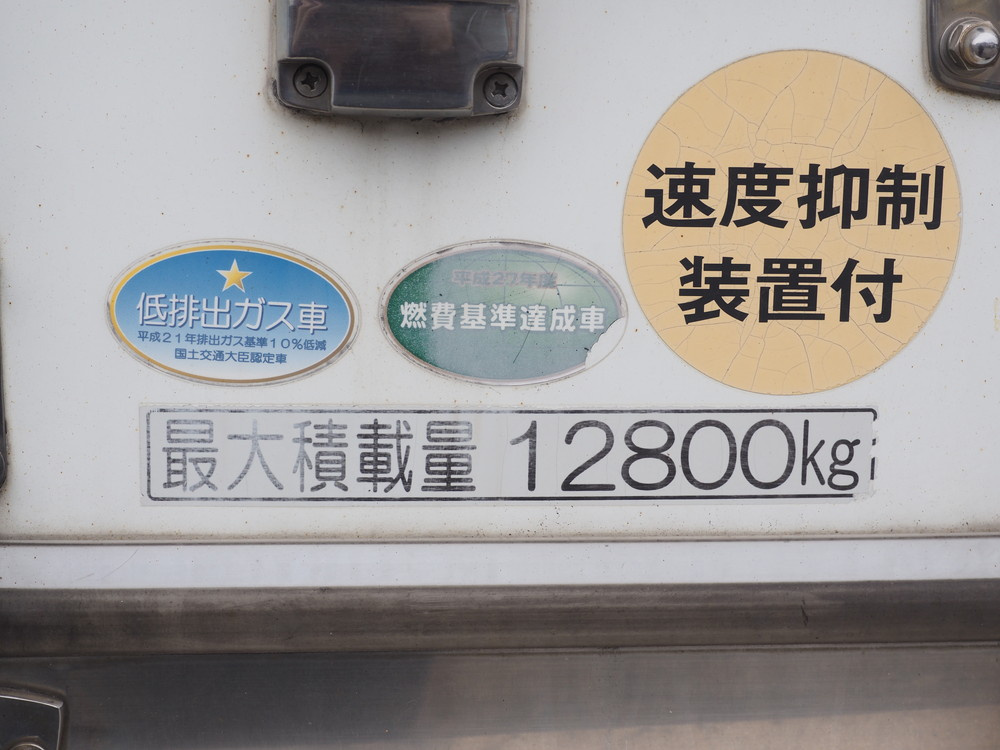 速度抑制
装置付
低排出ガス車
平成21年排出ガス基準10%低減
国土交通大臣認定車
平成27年度
燃費基準達成車
最大積載量 12800kg